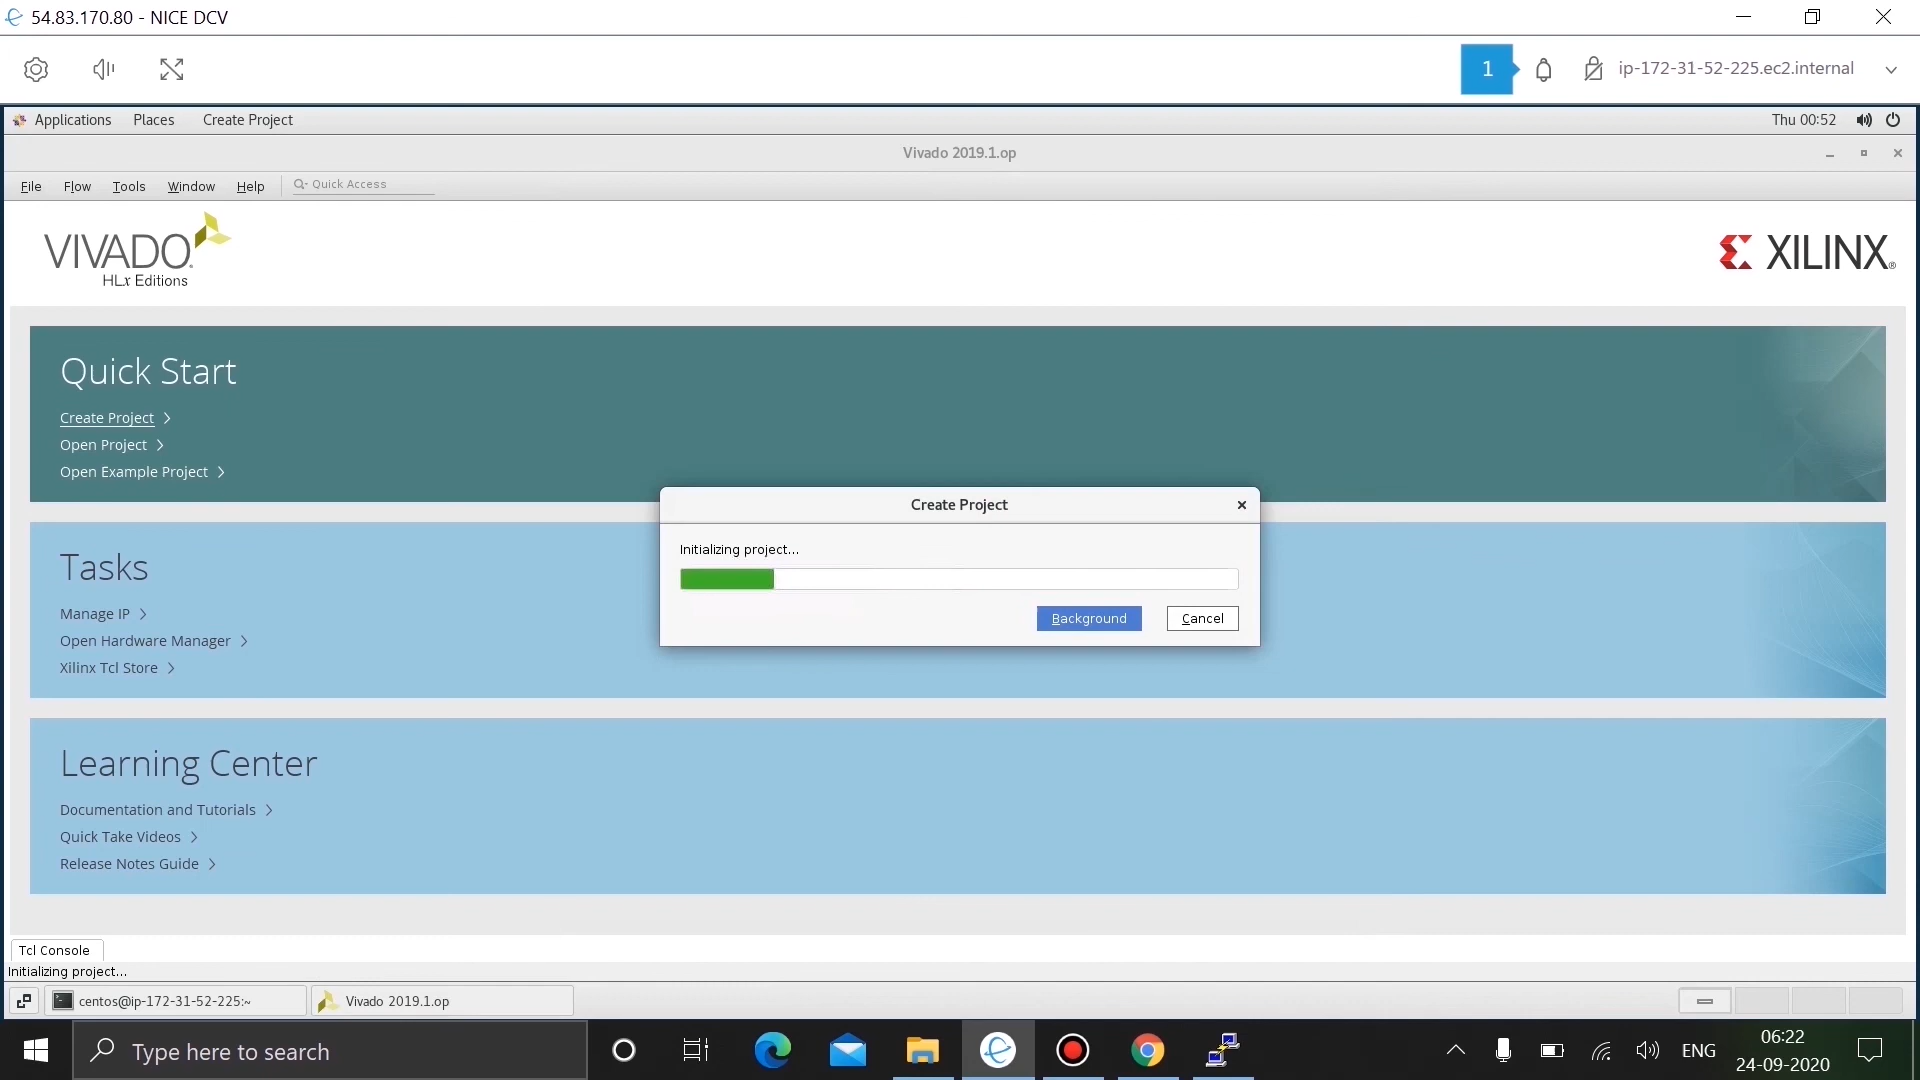 54.83.170.80 - NICE DCV
1
ip-172-31-52-225.ec2.internal
Applications Places Create Project
Thu 00:52
Vivado 2019.1.op
File Flow Tools Window Help Quick Access
VIVADO.
HLx Editions
XILINX®
Quick Start
Create Project >
Open Project >
Open Example Project >
Create Project
Initializing project...
Background Cancel
Tasks
Manage IP >
Open Hardware Manager >
Xilinx Tcl Store >
Learning Center
Documentation and Tutorials >
Quick Take Videos >
Release Notes Guide >
Tcl Console
Initializing project...
centos@ip-172-31-52-225:~
Vivado 2019.1.op
Type here to search
ENG
06:22
24-09-2020